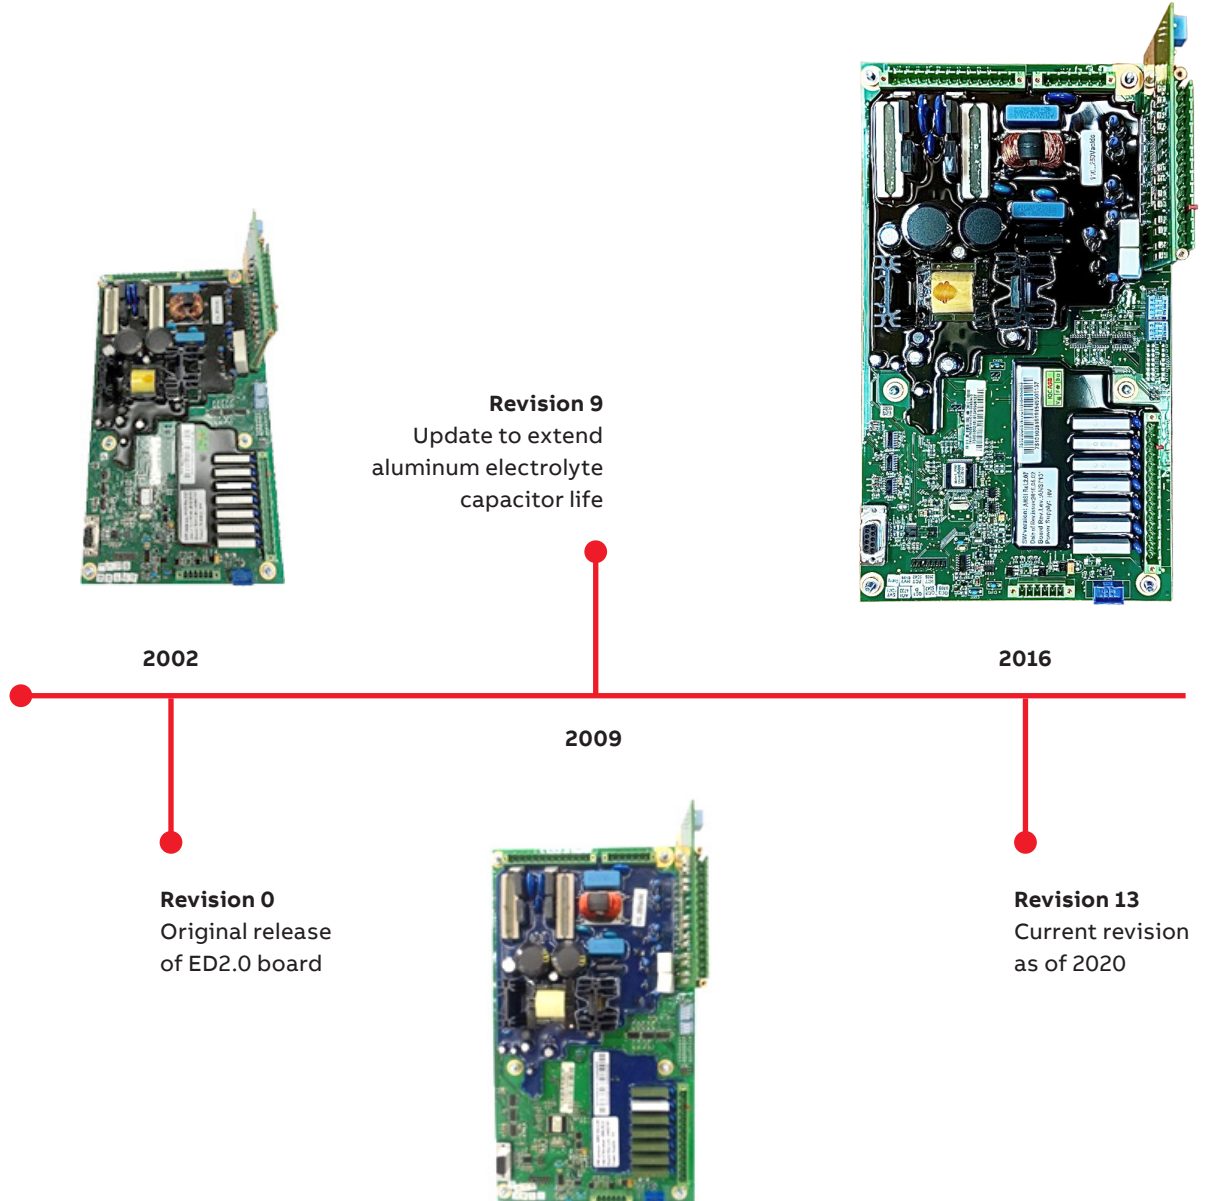 Revision 9
Update to extend
aluminum electrolyte
capacitor life
2002
2016
2009
Revision 0
Original release
of ED2.0 board
Revision 13
Current revision
as of 2020